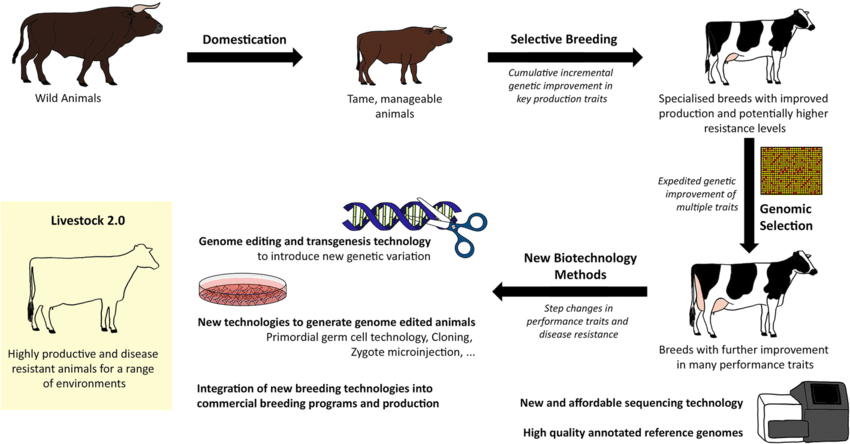 Domestication
Selective Breeding
Cumulative incremental
genetic improvement in
key production traits
Wild Animals
Tame, manageable
animals
Specialised breeds with improved
production and potentially higher
resistance levels
Expedited genetic
improvement of
multiple traits
Genomic
Selection
Breeds with further improvement
in many performance traits
New and affordable sequencing technology
High quality annotated reference genomes
New Biotechnology
Methods
Step changes in
performance traits and
disease resistance
Genome editing and transgenesis technology
to introduce new genetic variation
New technologies to generate genome edited animals
Primordial germ cell technology, Cloning,
Zygote microinjection, ...
Integration of new breeding technologies into
commercial breeding programs and production
Livestock 2.0
Highly productive and disease
resistant animals for a range
of environments